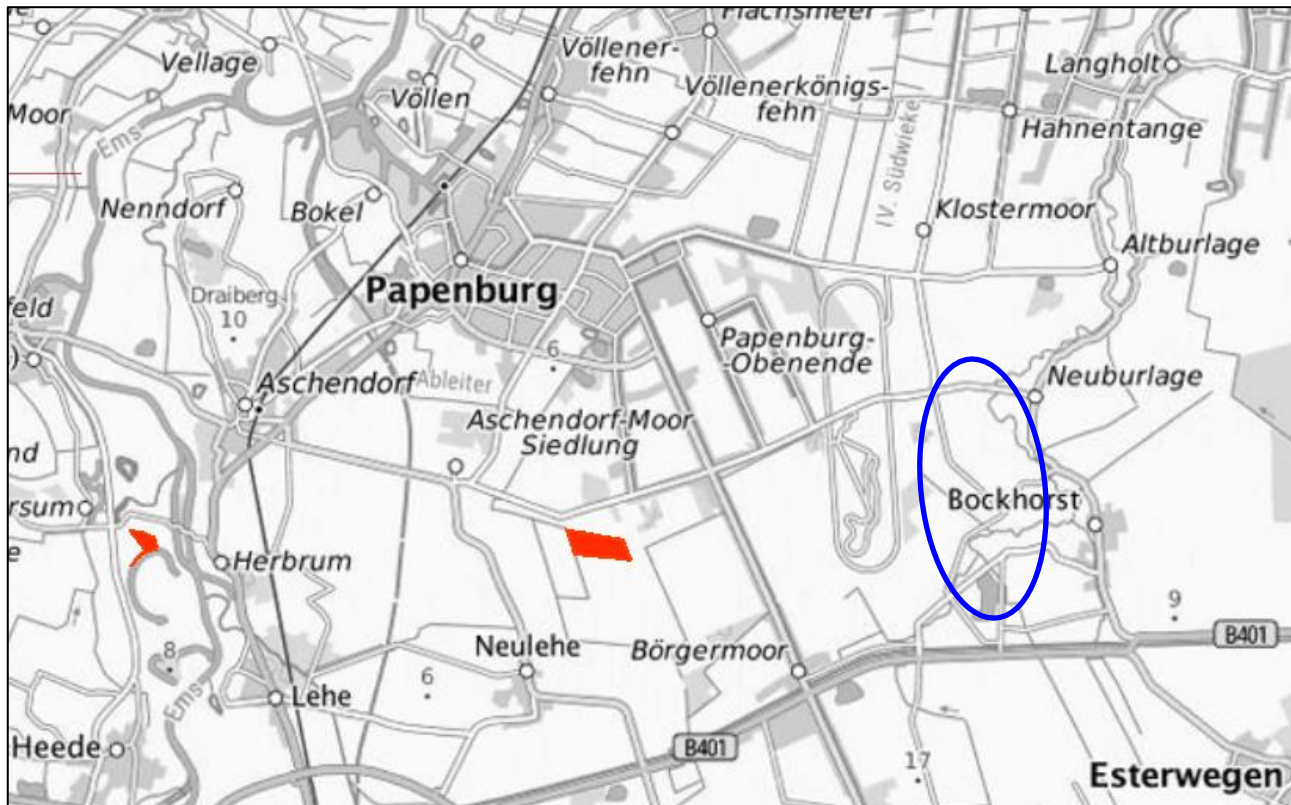 Flachsmeer
Vellage
Völlener-
fehn
Langholt
Völlen
Völlenerkönigs-
fehn
Moor
Hahnentange
Ems
IV. Südwieke
Nenndorf
Bokel
Klostermoor
Altburlage
Draiberg
10
Papenburg
feld
Papenburg-
-Obenende
6
)
Aschendorf
Ableiter
Neuburlage
Aschendorf-Moor
Siedlung
nd
Bockhorst
rsum
e
Herbrum
9
B401
8
Neulehe
Börgermoor
6
Ems
Lehe
Heede
B401
17
Esterwegen